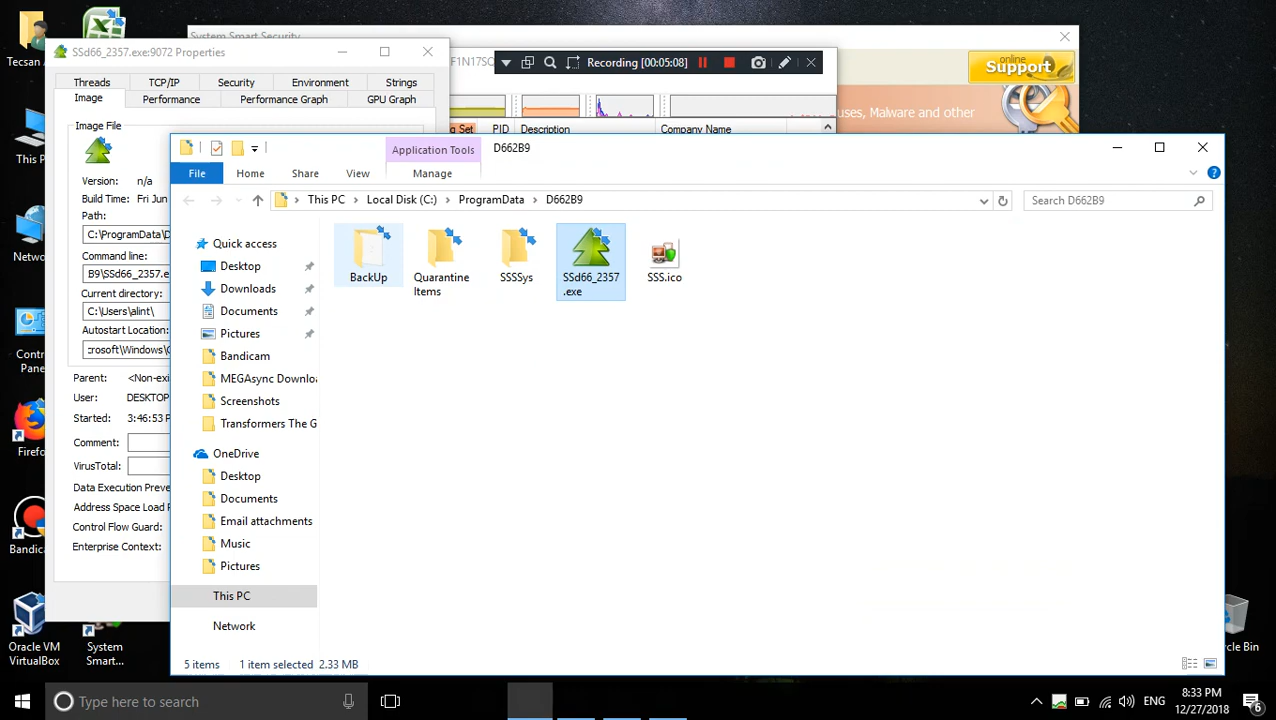 System Smart Security
SSd66_2357.exe:9072 Properties
Threads
TCP/IP
Security
Environment
Strings
Image
Performance
Performance Graph
GPU Graph
Image File
Version: n/a
Build Time: Fri Jun
Path:
C:\ProgramData\D
Command line:
B9\SSd66_2357.e
Current directory:
C:\Users\alint\
Autostart Location:
:rosoft\Windows\C
Parent: <Non-exi
User: DESKTOP
Started: 3:46:53 P
Comment:
VirusTotal:
Data Execution Preve
Address Space Load F
Control Flow Guard:
Enterprise Context:
F1N17SQ
Recording [00:05:08]
online
Support
uses, Malware and other
g Set
PID
Description
Company Name
Application Tools
D662B9
File
Home
Share
View
Manage
This PC
Local Disk (C:)
ProgramData
D662B9
Search D662B9
Quick access
Desktop
Downloads
Documents
Pictures
Bandicam
MEGAsync Downlo
Screenshots
Transformers The G
OneDrive
Desktop
Documents
Email attachments
Music
Pictures
This PC
Network
BackUp
Quarantine
Items
SSSSys
SSd66_2357
.exe
SSS.ico
5 items
1 item selected 2.33 MB
Tecsan A
This P
Netwo
Contr
Pane
Firefo
Bandic
Oracle VM
VirtualBox
System
Smart...
cle Bin
Type here to search
ENG
8:33 PM
12/27/2018
6